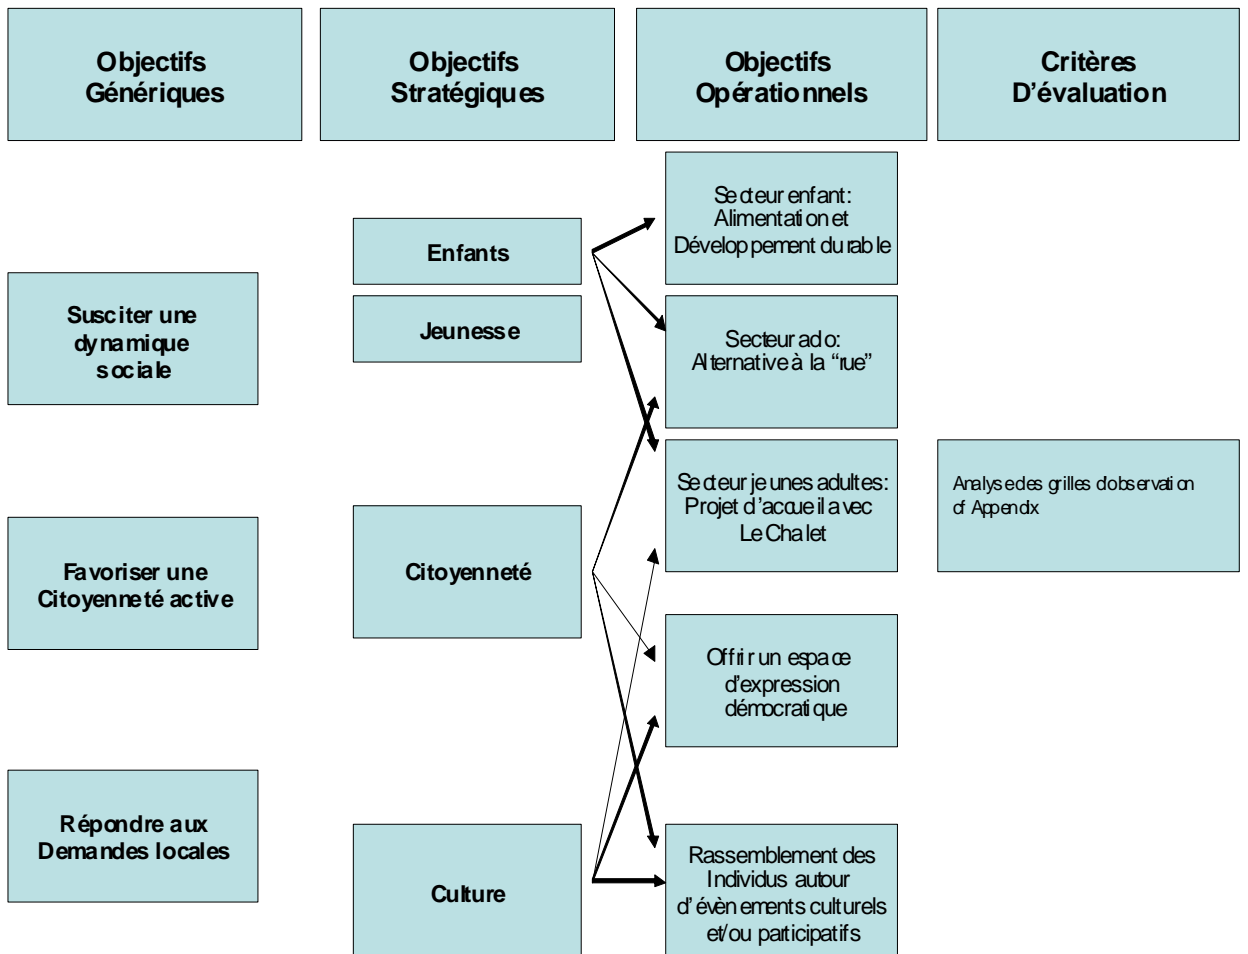 Objectifs
Génériques
Objectifs
Stratégiques
Objectifs
Opérationnels
Critères
D'évaluation
Susciter une
dynamique
sociale
Favoriser une
Citoyenneté active
Répondre aux
Demandes locales
Enfants
Jeunesse
Citoyenneté
Culture
Secteur enfant:
Alimentation et
Développement durable
Secteur ado:
Alternative à la “rue”
Secteur jeunes adultes:
Projet d'accueil avec
Le Chalet
Offrir un espace
d'expression
démocratique
Rassemblement des
Individus autour
d'évènements culturels
et/ou participatifs
Analyse des grilles d'observation
cf Appendix